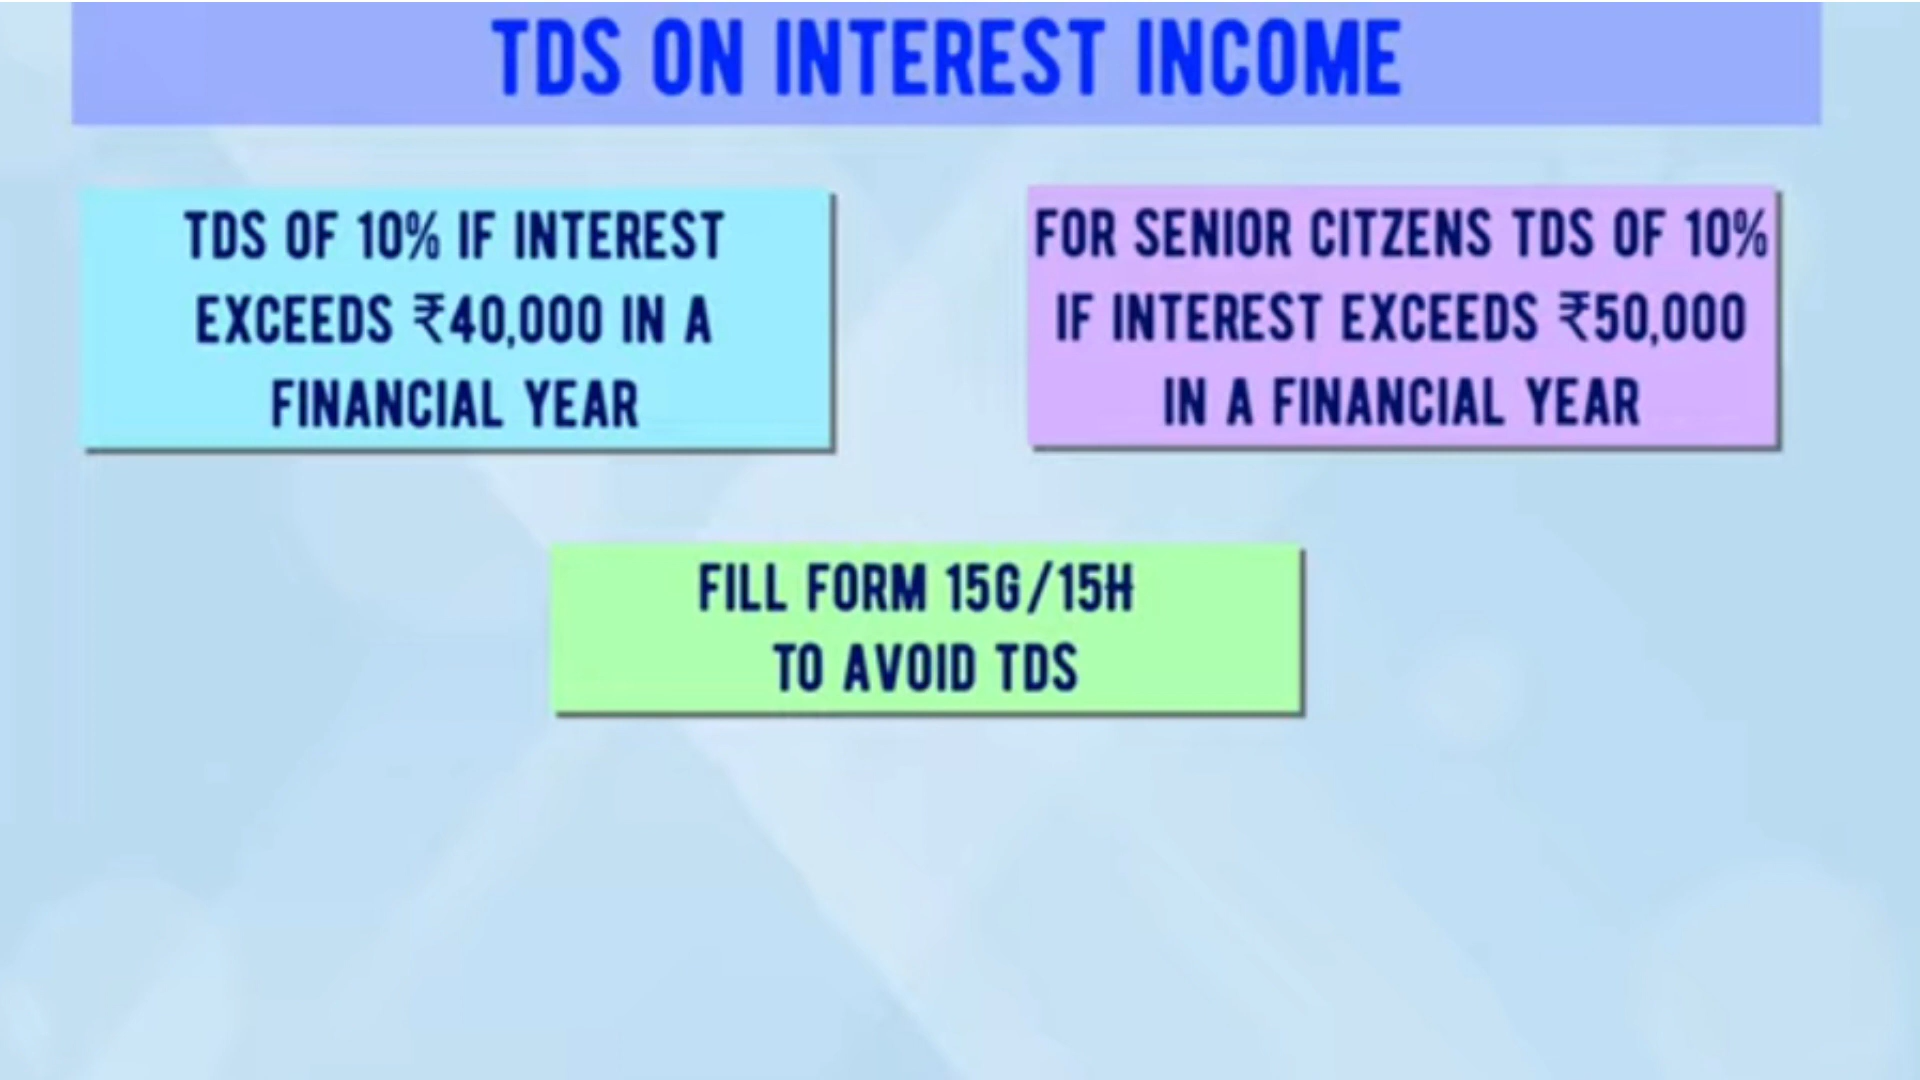 TDS ON INTEREST INCOME
TDS OF 10% IF INTEREST
EXCEEDS ₹40,000 IN A
FINANCIAL YEAR
FOR SENIOR CITZENS TDS OF 10%
IF INTEREST EXCEEDS ₹50,000
IN A FINANCIAL YEAR
FILL FORM 15G/15H
TO AVOID TDS